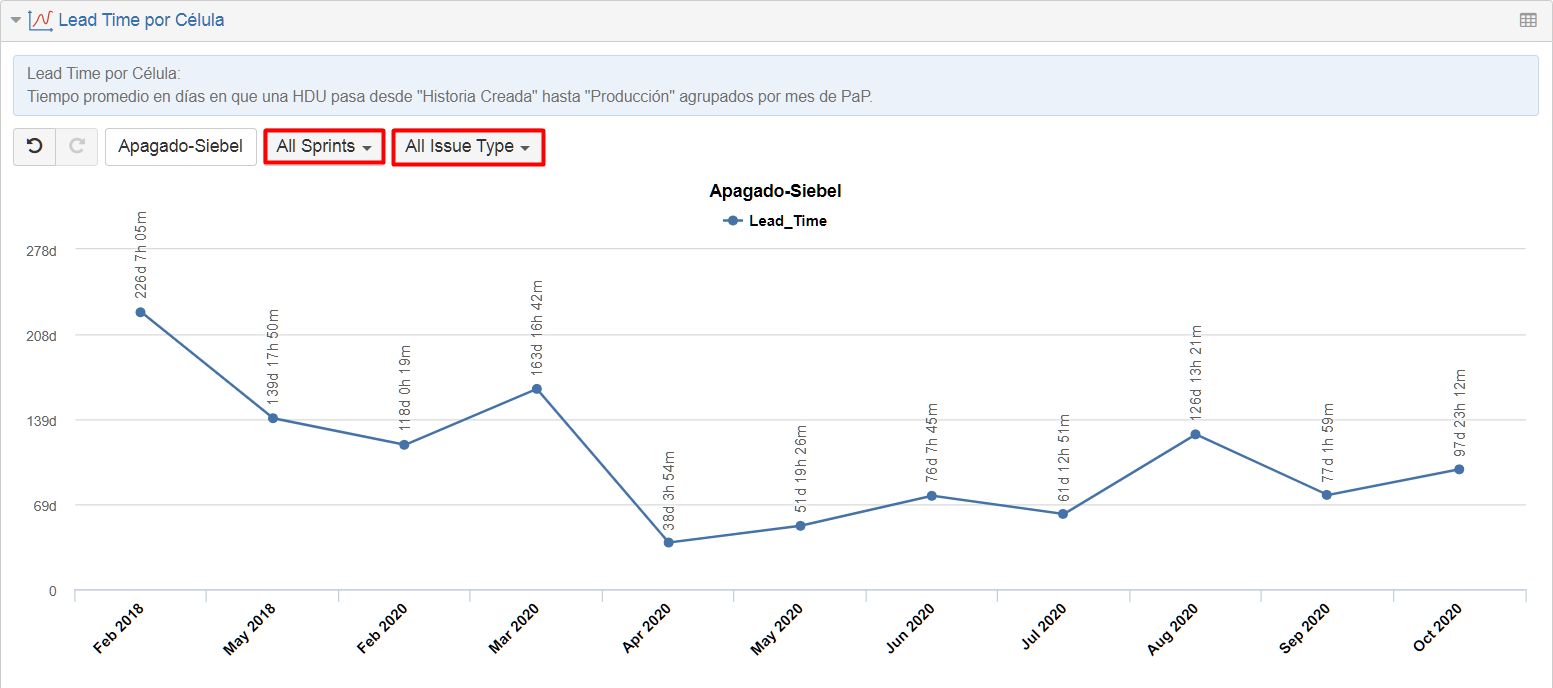 Lead Time por Célula
Lead Time por Célula:
Tiempo promedio en días en que una HDU pasa desde "Historia Creada" hasta "Producción" agrupados por mes de PaP.
Apagado-Siebel All Sprints All Issue Type
Apagado-Siebel
Lead_Time
278d
208d
139d
69d
0
226d 7h 05m
139d 17h 50m
118d 0h 19m
163d 16h 42m
38d 3h 54m
51d 19h 26m
76d 7h 45m
61d 12h 51m
126d 13h 21m
77d 1h 59m
97d 23h 12m
Feb 2018
May 2018
Feb 2020
Mar 2020
Apr 2020
May 2020
Jun 2020
Jul 2020
Aug 2020
Sep 2020
Oct 2020